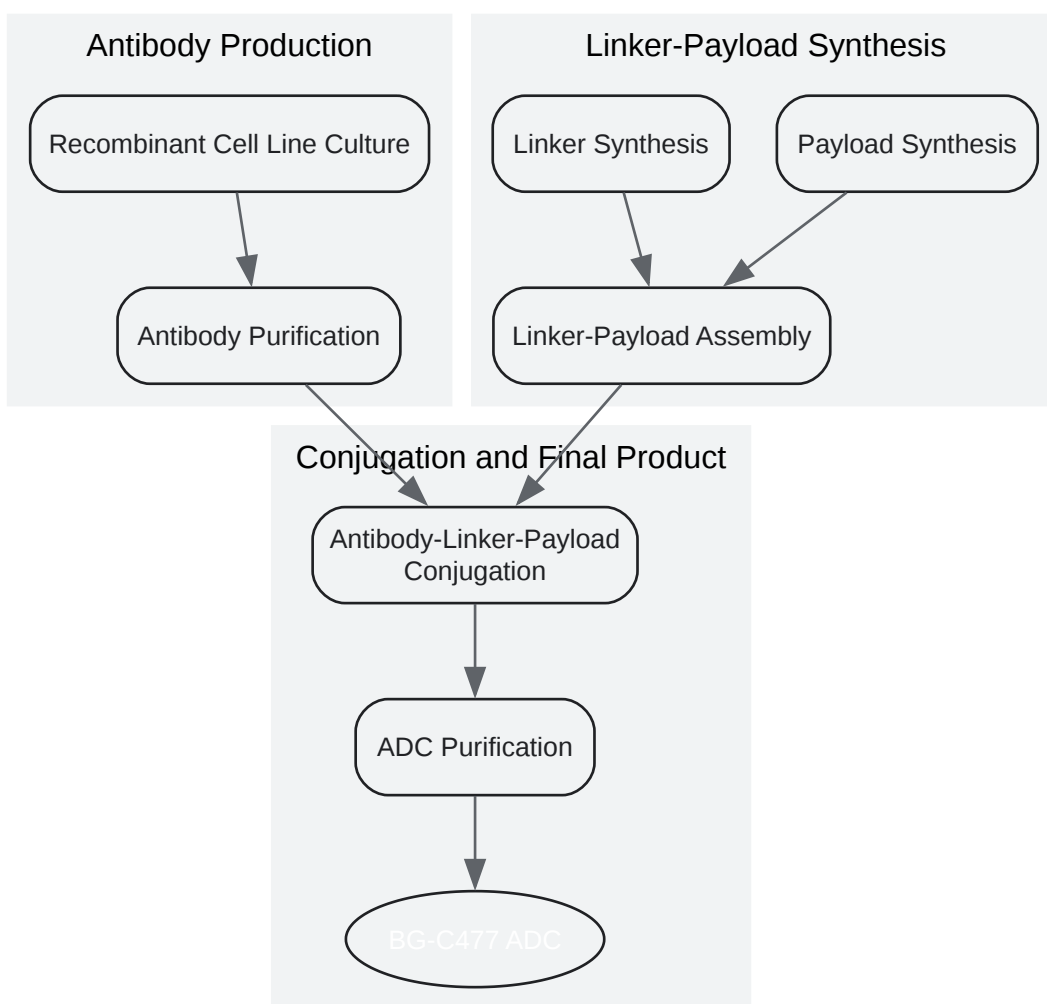 Antibody Production
Linker-Payload Synthesis
Recombinant Cell Line Culture
Linker Synthesis
Payload Synthesis
Antibody Purification
Linker-Payload Assembly
Conjugation and Final Product
Antibody-Linker-Payload
Conjugation
ADC Purification
BG-C477 ADC